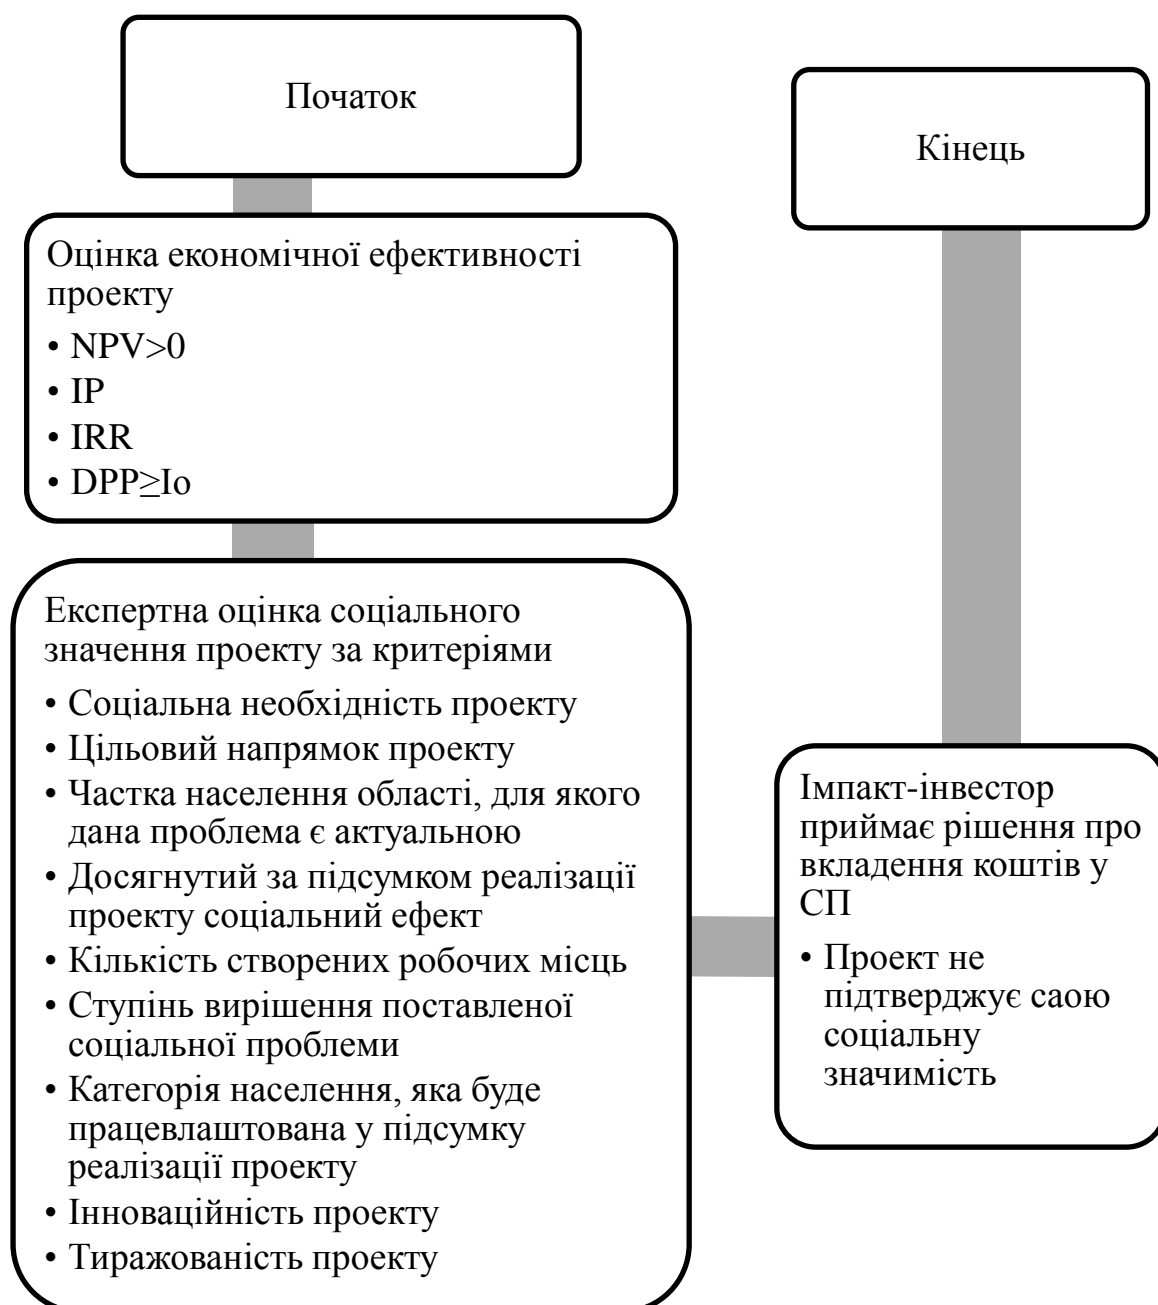 Початок
Оцінка економічної ефективності
проекту
• NPV>0
• IP
• IRR
• DPP≥Io
Експертна оцінка соціального
значення проекту за критеріями
• Соціальна необхідність проекту
• Цільовий напрямок проекту
• Частка населення області, для якого
дана проблема є актуальною
• Досягнутий за підсумком реалізації
проекту соціальний ефект
• Кількість створених робочих місць
• Ступінь вирішення поставленої
соціальної проблеми
• Категорія населення, яка буде
працевлаштована у підсумку
реалізації проекту
• Інноваційність проекту
• Тиражованість проекту
Імпакт-інвестор
приймає рішення про
вкладення коштів у
СП
• Проект не
підтверджує саою
соціальну
значимість
Кінець